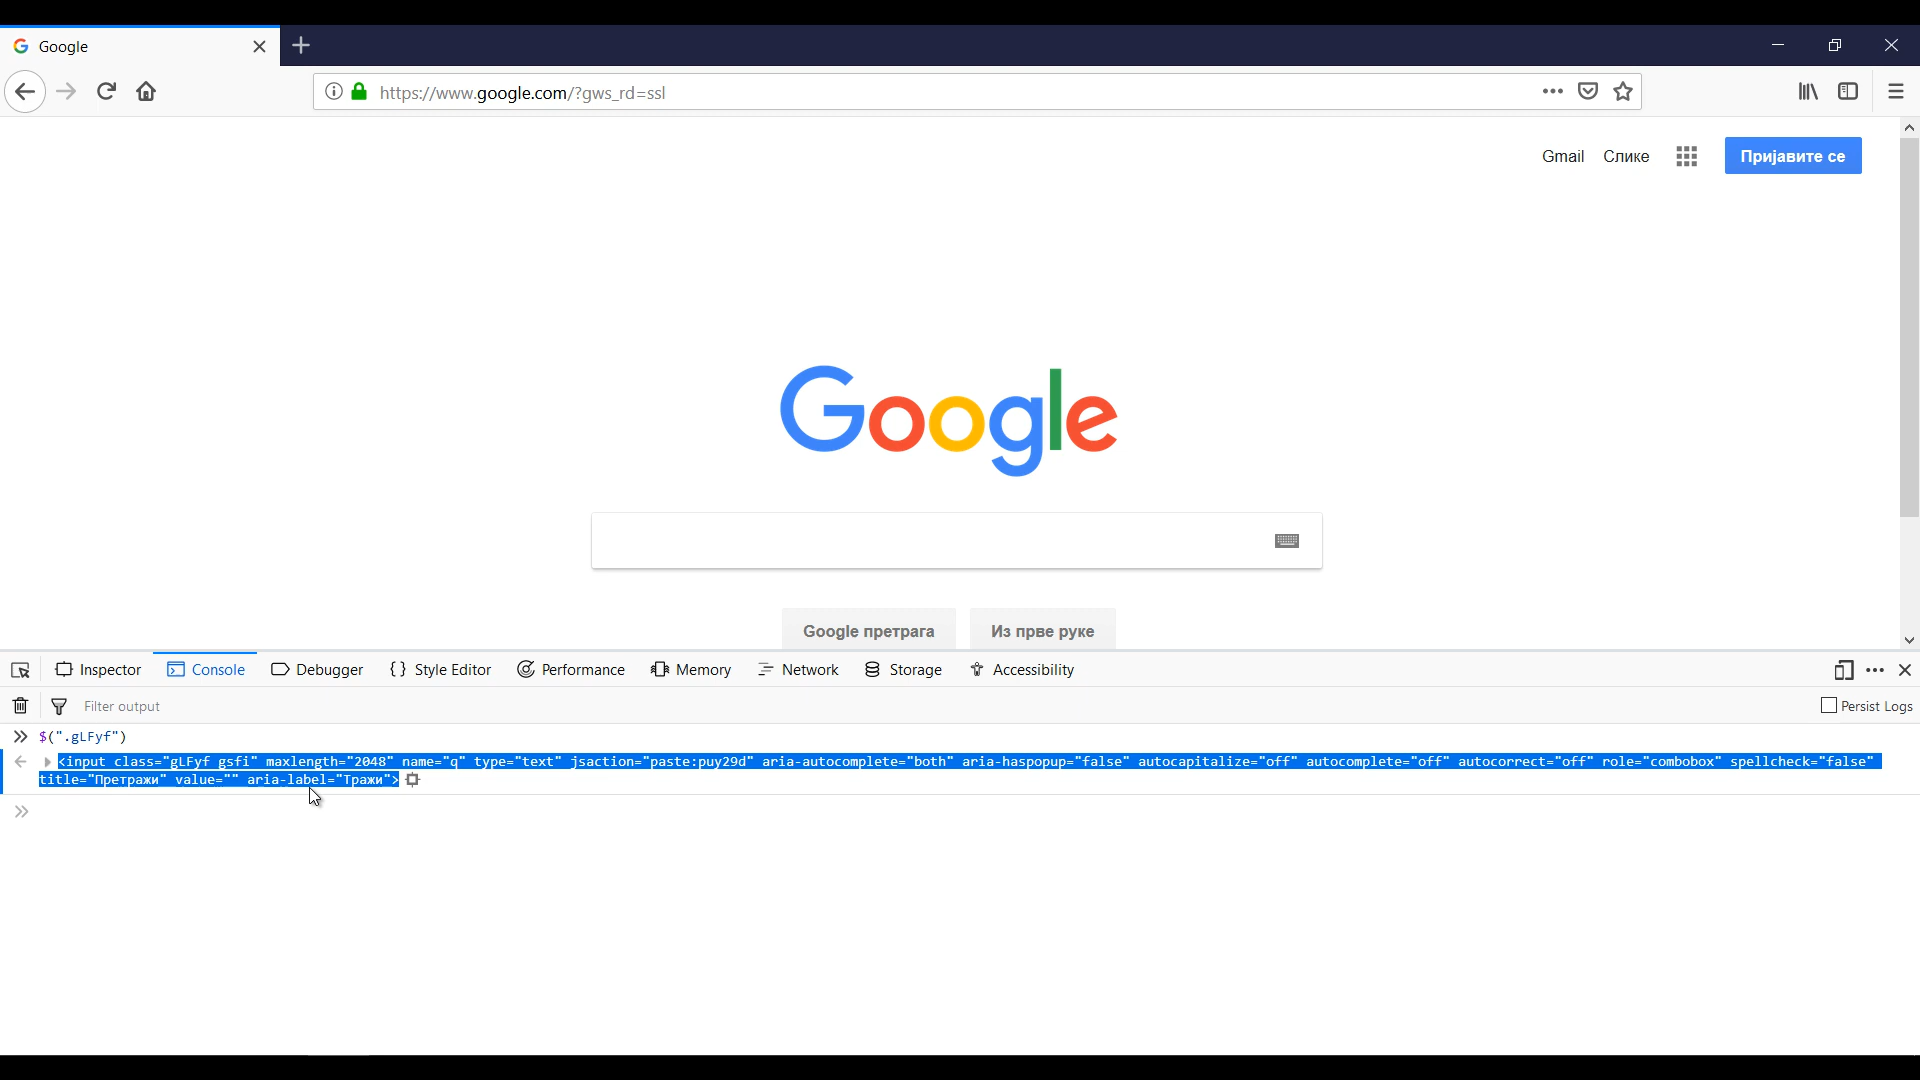 Google
https://www.google.com/?gws_rd=ssl
Gmail Слике Пријавите се
Google
Google претрага Из прве руке
Inspector Console Debugger {} Style Editor Performance Memory Network Storage Accessibility
Filter output Persist Logs
$(".gLFyf")
<input class="gLFyf gsfi" maxlength="2048" name="q" type="text" jsaction="paste:puy29d" aria-autocomplete="both" aria-haspopup="false" autocapitalize="off" autocomplete="off" autocorrect="off" role="combobox" spellcheck="false"
title="Претражи" value="" aria-label="Тражи">